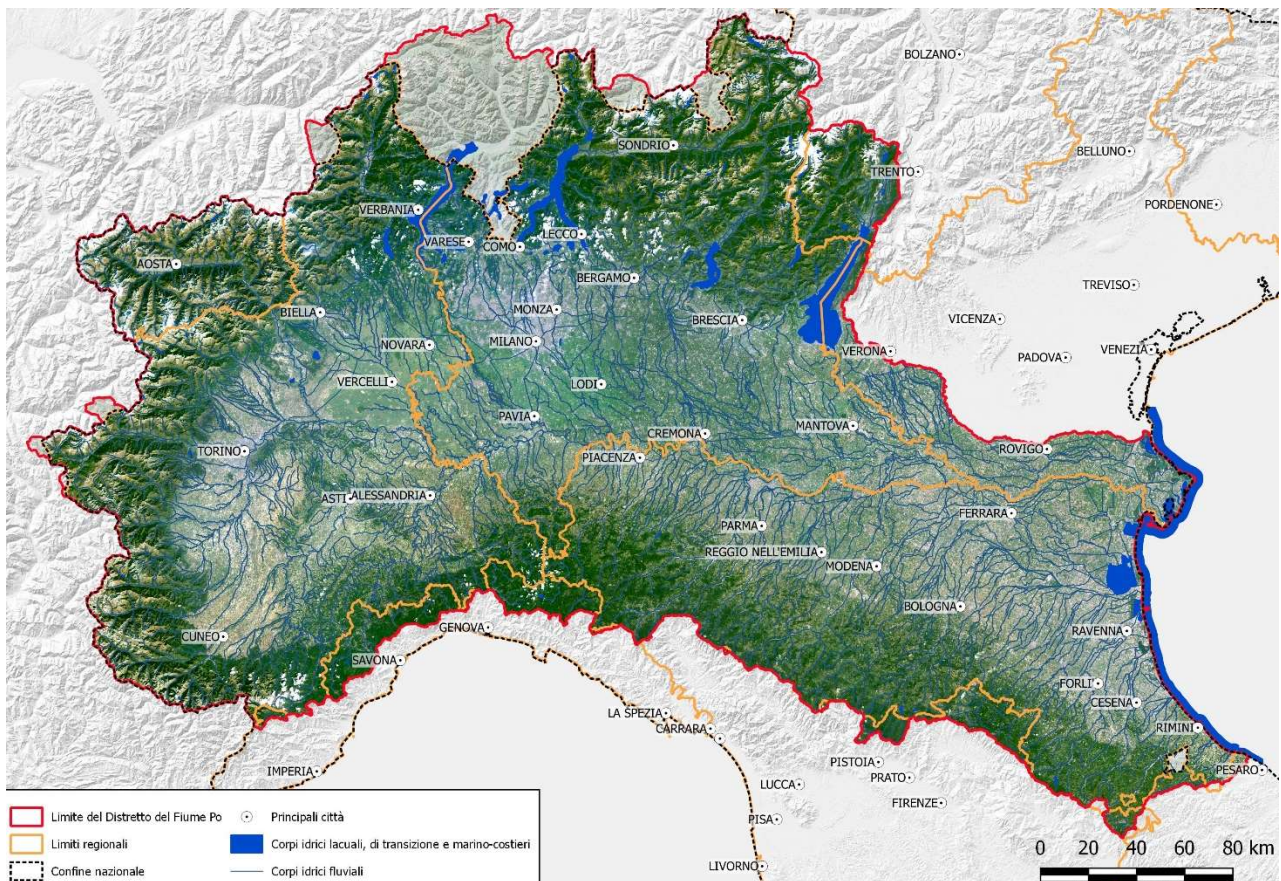 BOLZANO
BELLUNO
SONDRIO
TRENTO
PORDENONE
VERBANIA
VARESE
COMO
LECCO
AOSTA
BERGAMO
TREVISO
BIELLA
MONZA
BRESCIA
VICENZA
NOVARA
MILANO
VERONA
PADOVA
VENEZIA
VERCELLI
LODI
PAVIA
CREMONA
MANTOVA
TORINO
PIACENZA
ROVIGO
ASTI
ALESSANDRIA
PARMA
FERRARA
REGGIO NELL'EMILIA
MODENA
BOLOGNA
CUNEO
GENOVA
RAVENNA
SAVONA
FORLI'
CESENA
LA SPEZIA
CARRARA
RIMINI
IMPERIA
PISTOIA
PRATO
PESARO
LUCCA
FIRENZE
PISA
LIVORNO
Limite del Distretto del Fiume Po
Principali città
Limiti regionali
Corpi idrici lacuali, di transizione e marino-costieri
Confine nazionale
Corpi idrici fluviali
0 20 40 60 80 km